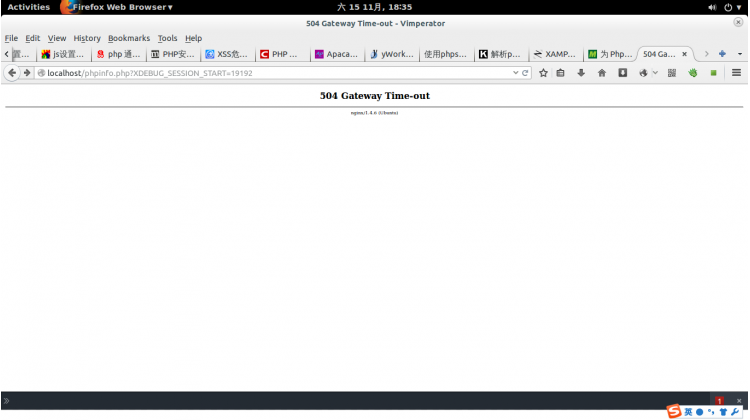 Activities Firefox Web Browser ▾ 六 15 11月, 18:35
504 Gateway Time-out - Vimperator
File Edit View History Bookmarks Tools Help
置... js设置... php 通... PHP安... XSS危... PHP ... Apaca... yWork... 使用phps... 解析p... XAMP... 为 Php... 504 Ga...
localhost/phpinfo.php?XDEBUG_SESSION_START=19192
504 Gateway Time-out
nginx/1.4.6 (Ubuntu)
1
S 英